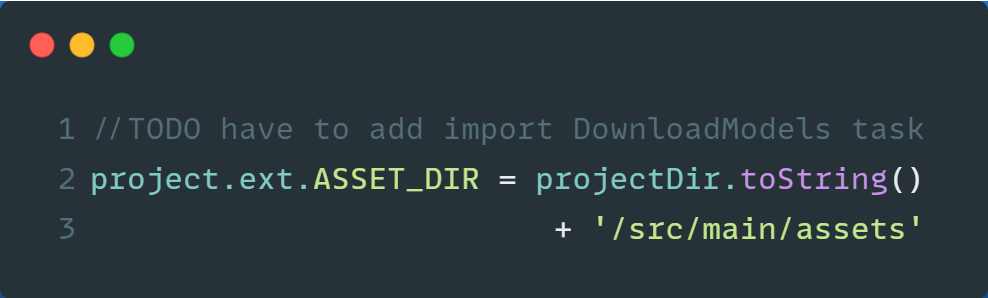 1 //TODO have to add import DownloadModels task
2 project.ext.ASSET_DIR = projectDir.toString()
3                         + '/src/main/assets'